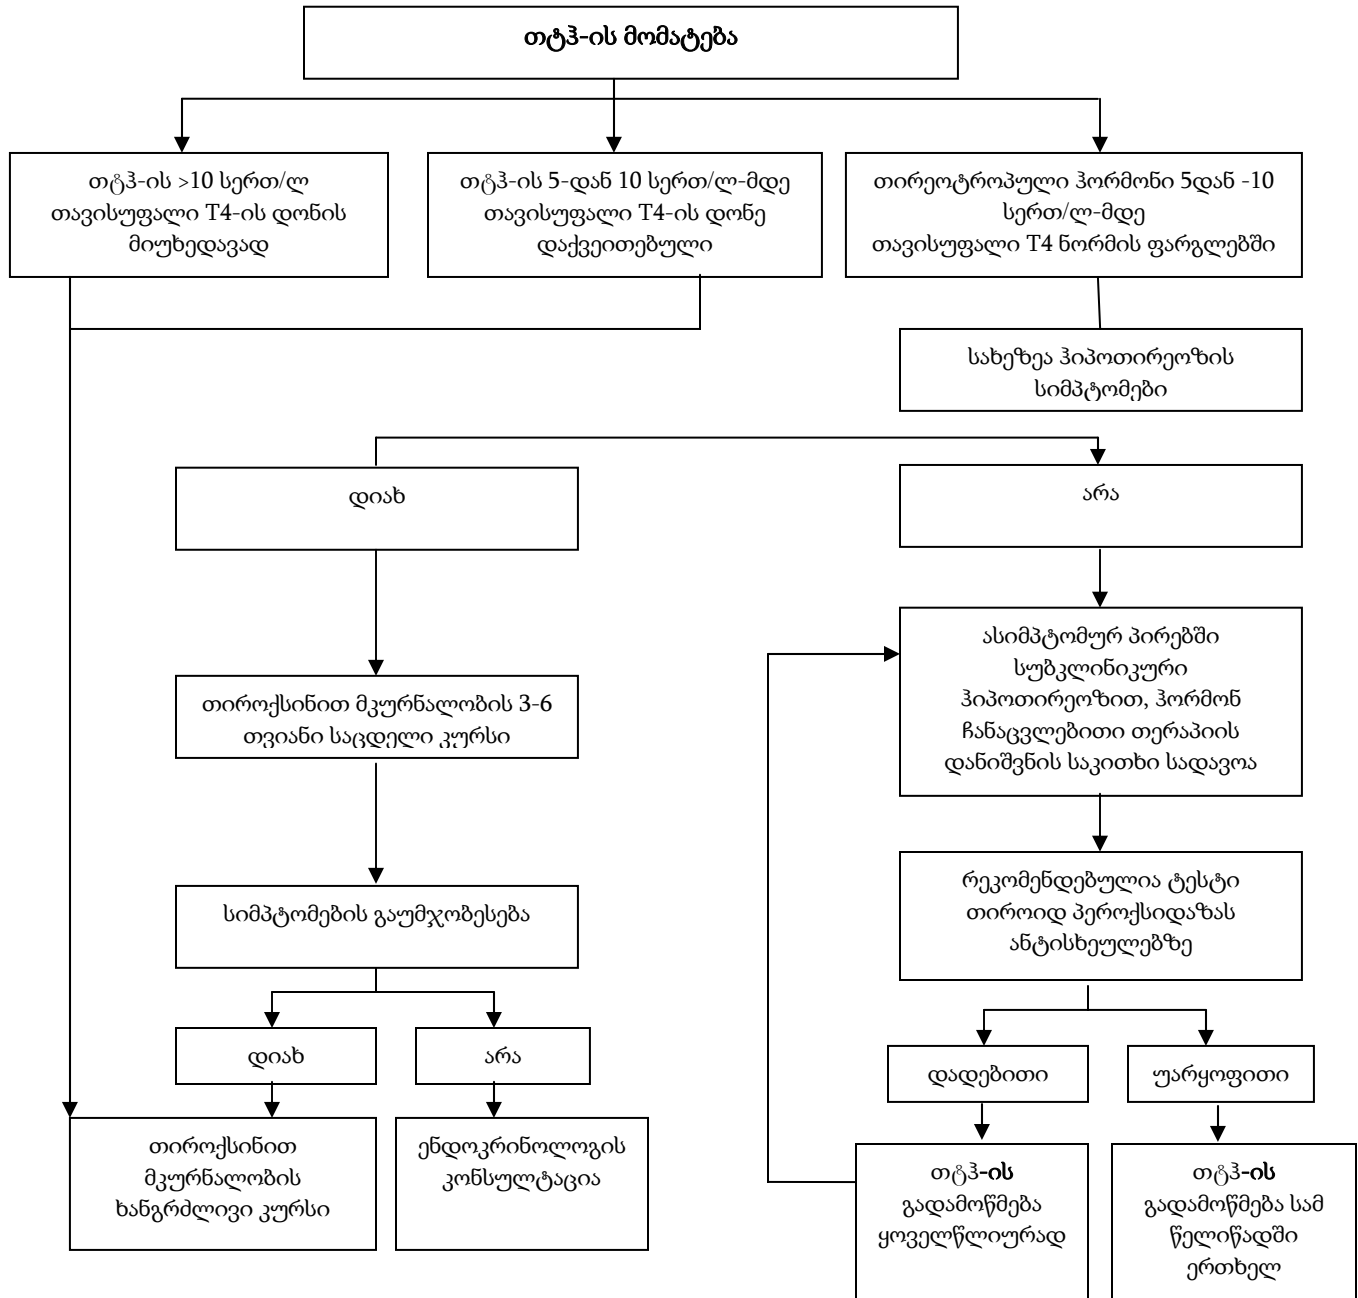 თტჰ-ის მომატება
თტჰ-ის >10 სერთ/ლ
თავისუფალი T4-ის დონის
მიუხედავად
თტჰ-ის 5-დან 10 სერთ/ლ-მდე
თავისუფალი T4-ის დონე
დაქვეითებული
თირეოტროპული ჰორმონი 5დან -10
სერთ/ლ-მდე
თავისუფალი T4 ნორმის ფარგლებში
სახეზეა ჰიპოთირეოზის
სიმპტომები
დიახ
არა
თიროქსინით მკურნალობის 3-6
თვიანი საცდელი კურსი
ასიმპტომურ პირებში
სუბკლინიკური
ჰიპოთირეოზით, ჰორმონ
ჩანაცვლებითი თერაპიის
დანიშვნის საკითხი სადავოა
სიმპტომების გაუმჯობესება
რეკომენდებულია ტესტი
თიროიდ პეროქსიდაზას
ანტისხეულებზე
დიახ
არა
დადებითი
უარყოფითი
თიროქსინით
მკურნალობის
ხანგრძლივი კურსი
ენდოკრინოლოგის
კონსულტაცია
თტჰ-ის
გადამოწმება
ყოველწლიურად
თტჰ-ის
გადამოწმება სამ
წელიწადში
ერთხელ